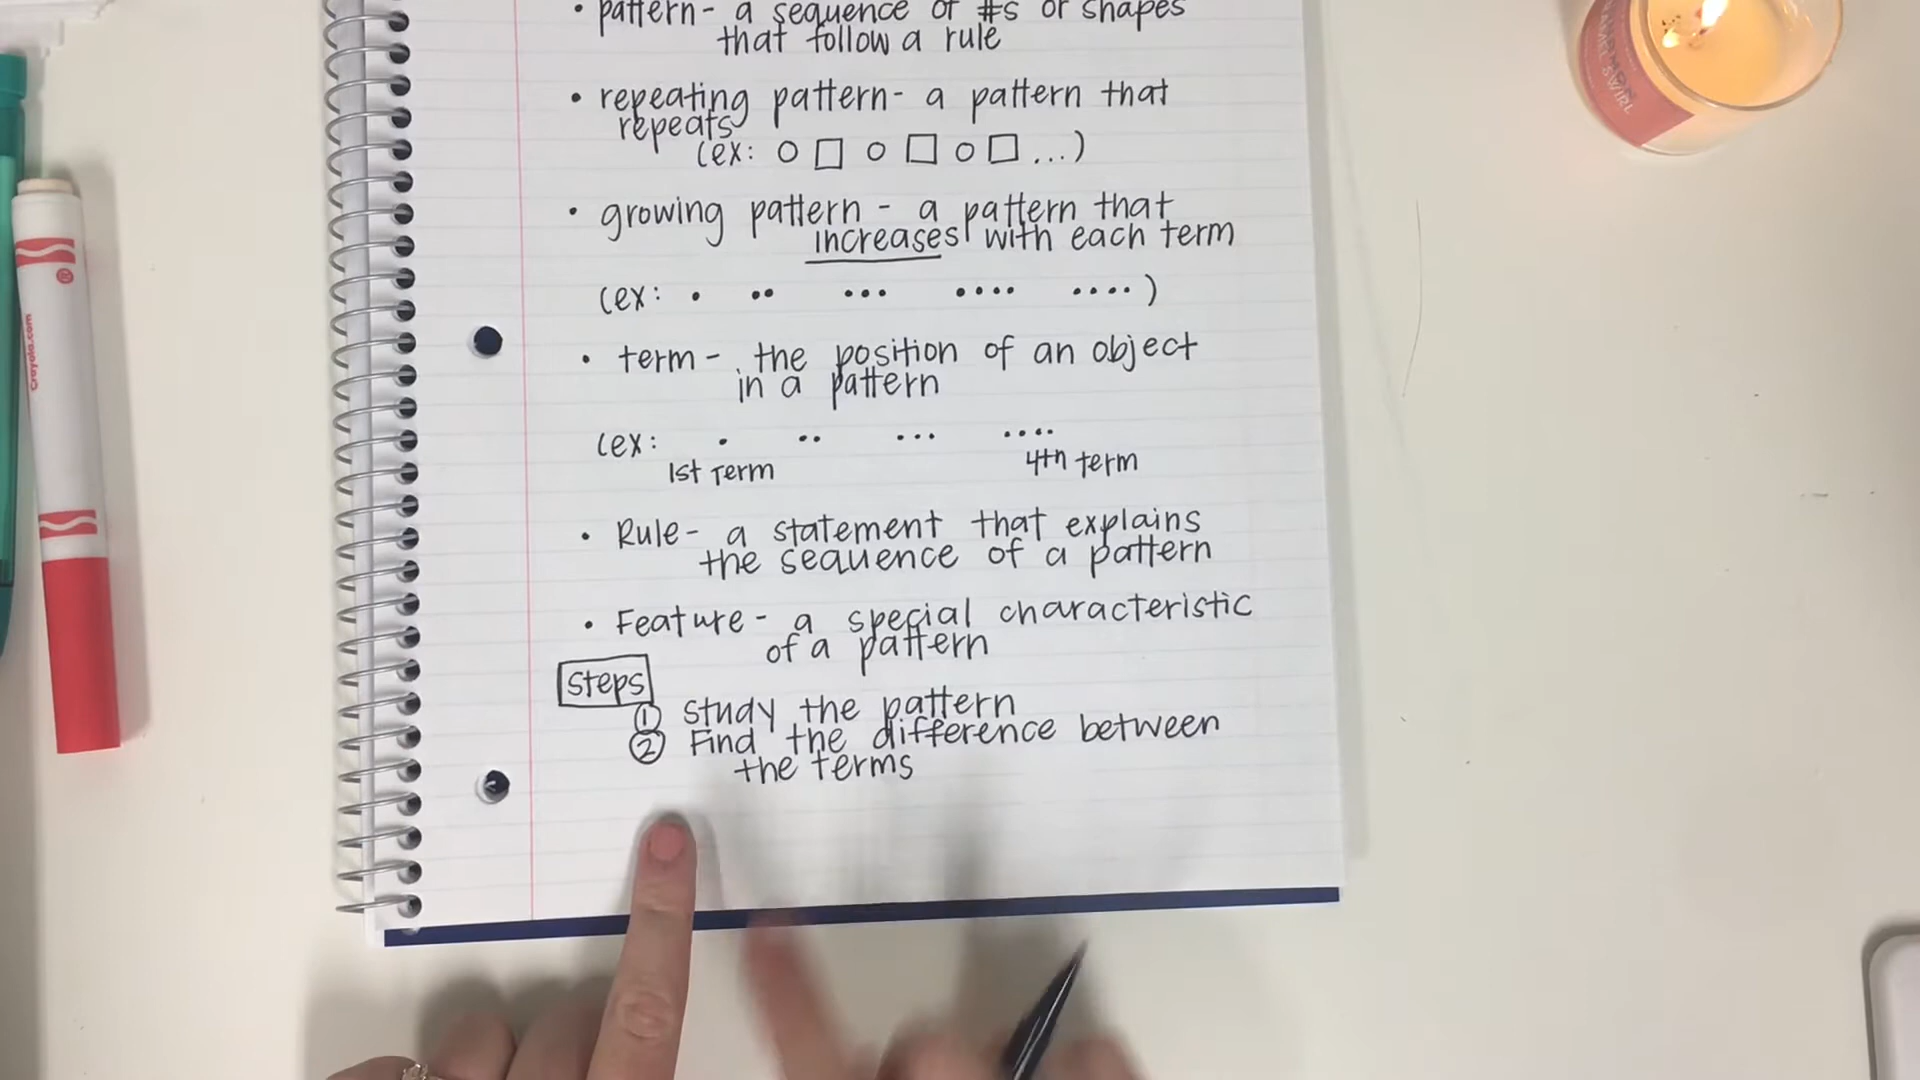 • pattern- a sequence of #s or shapes
that follow a rule
• repeating pattern- a pattern that
repeats
(ex: ...)
• growing pattern - a pattern that
increases with each term
(ex: • •• ••• •••• •••• )
• term- the position of an object
in a pattern
(ex: • •• ••• ••••
1st Term 4th term
• Rule- a statement that explains
the sequence of a pattern
• Feature- a special characteristic
of a pattern
Steps
① Study the pattern
② Find the difference between
the terms
Crayola.com
®
SWIRL